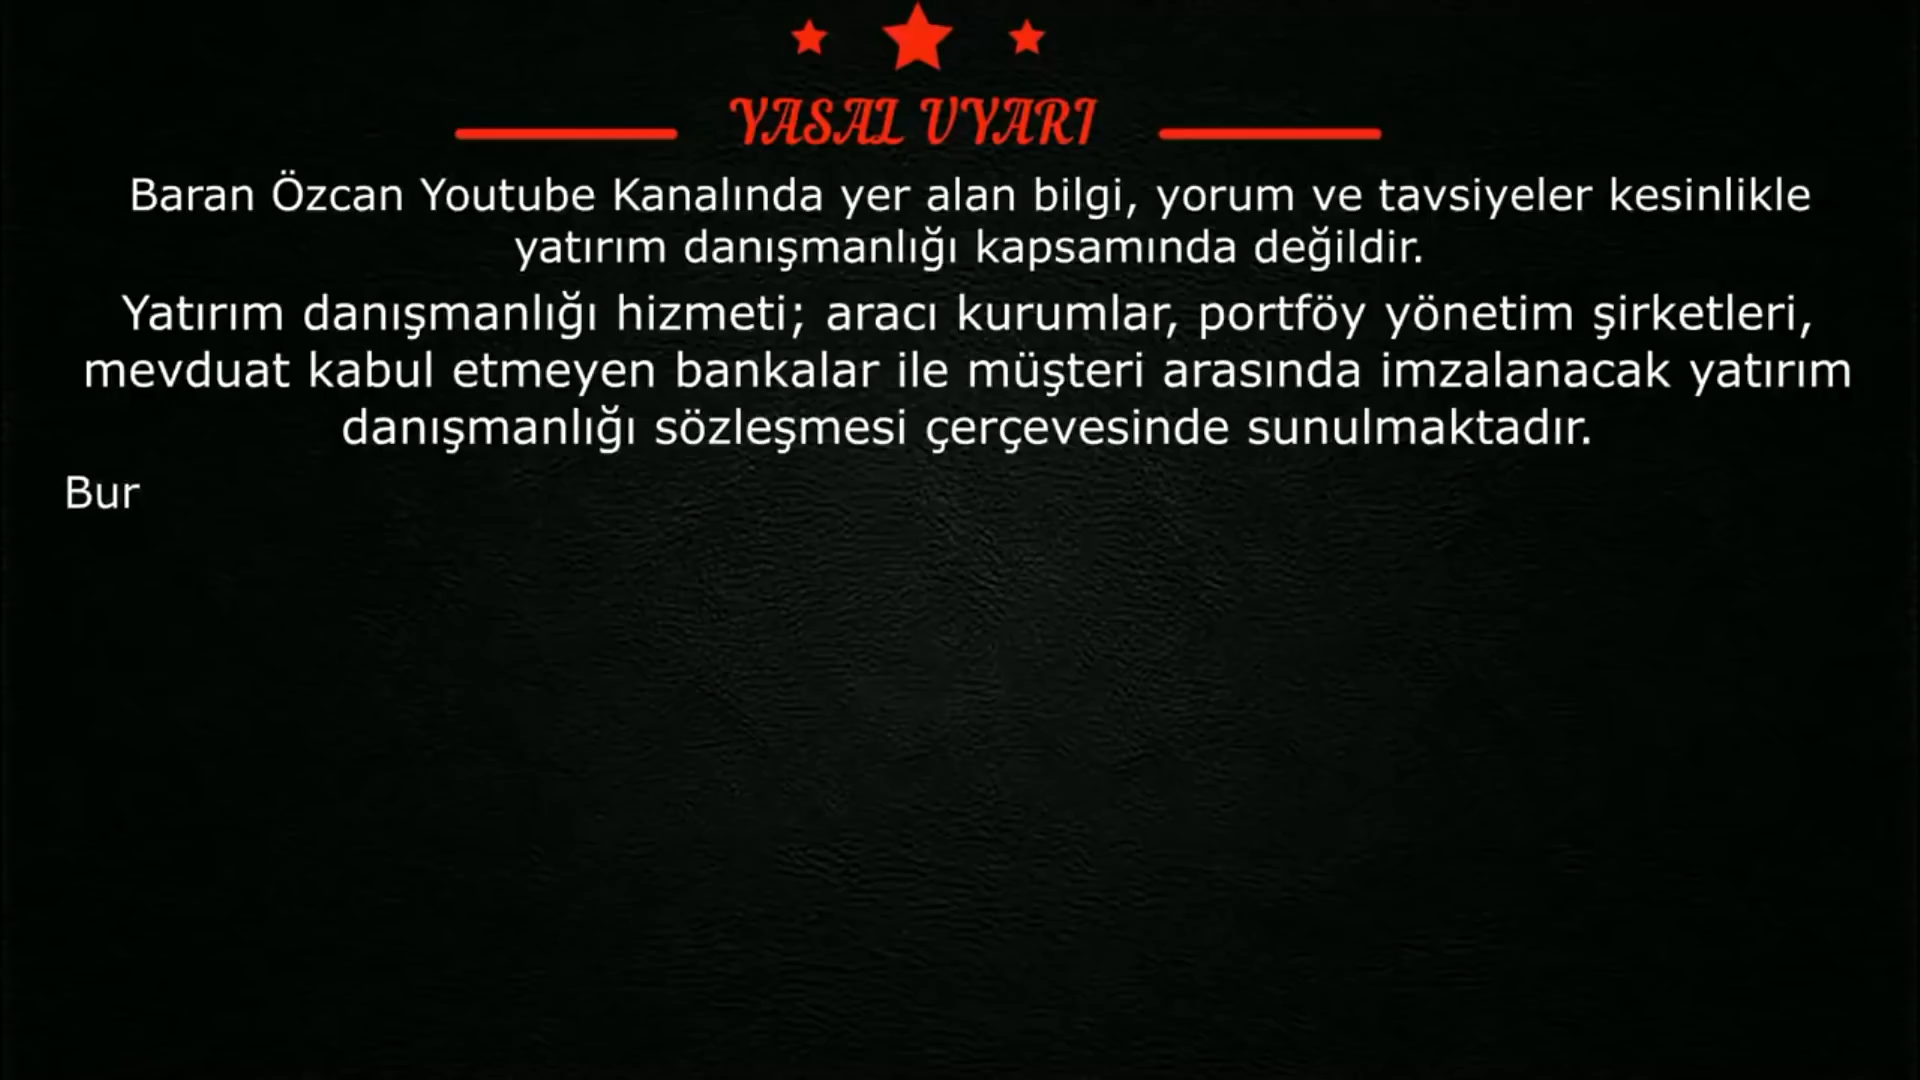 YASAL UYARI
Baran Özcan Youtube Kanalında yer alan bilgi, yorum ve tavsiyeler kesinlikle
yatırım danışmanlığı kapsamında değildir.
Yatırım danışmanlığı hizmeti; aracı kurumlar, portföy yönetim şirketleri,
mevduat kabul etmeyen bankalar ile müşteri arasında imzalanacak yatırım
danışmanlığı sözleşmesi çerçevesinde sunulmaktadır.
Bur